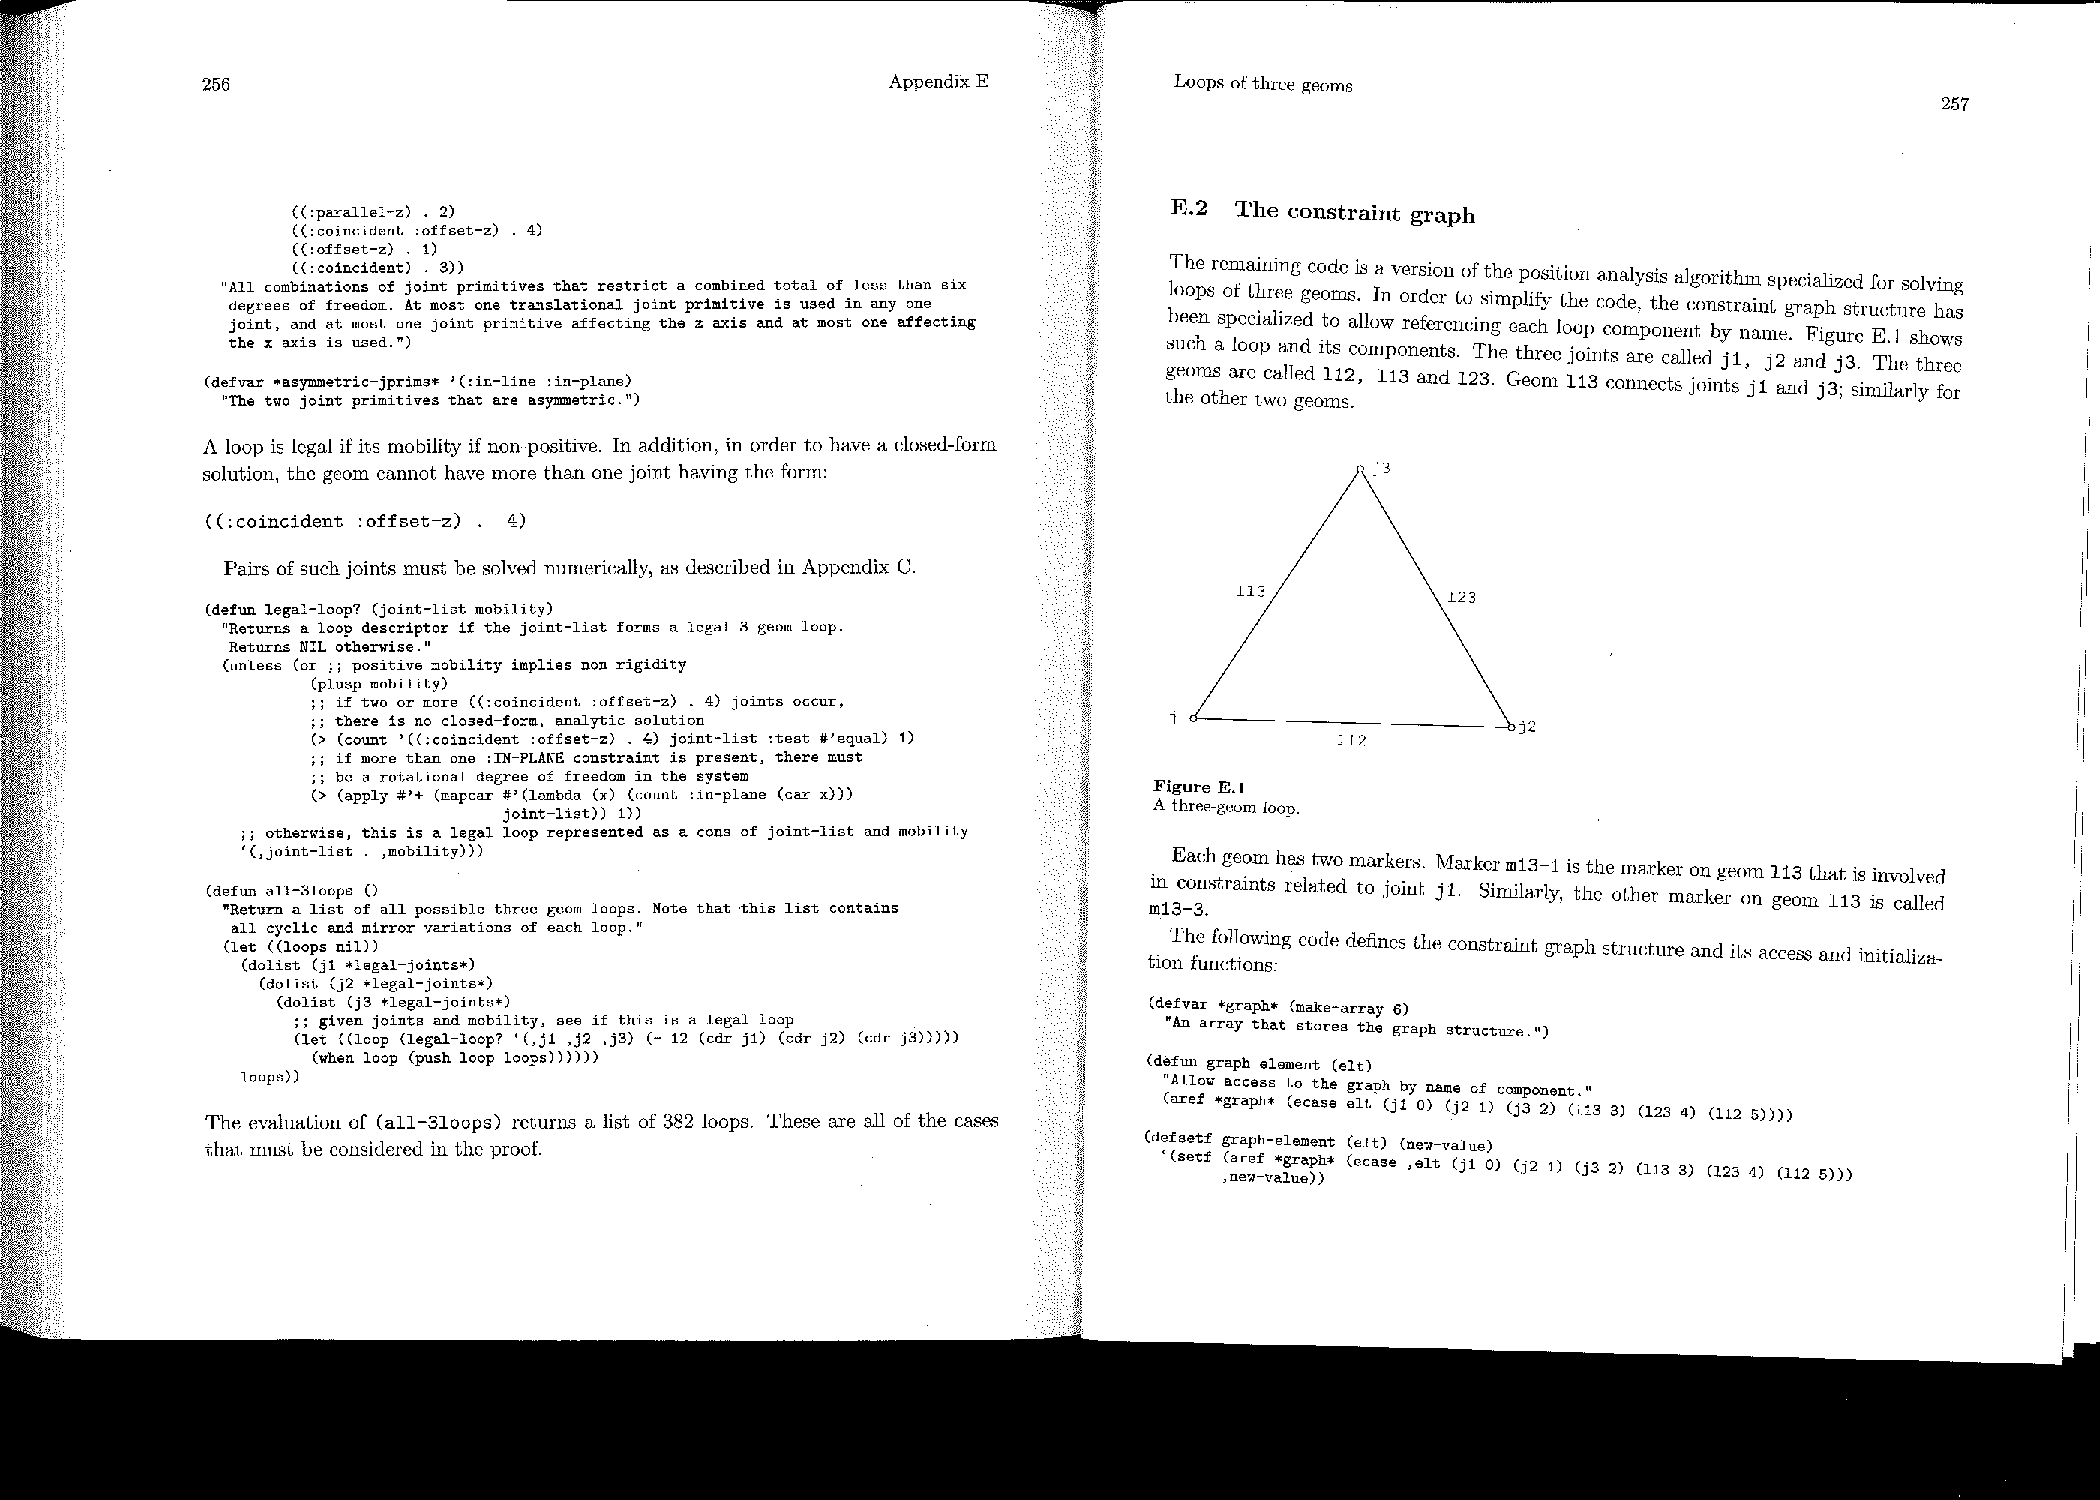 256
Appendix E
((:parallel-z) . 2)
((:coincident :offset-z) . 4)
((:offset-z) . 1)
((:coincident) . 3))
"All combinations of joint primitives that restrict a combined total of less than six
degrees of freedom. At most one translational joint primitive is used in any one
joint, and at most one joint primitive affecting the z axis and at most one affecting
the x axis is used.")
(defvar *asymmetric-jprims* '(:in-line :in-plane)
"The two joint primitives that are asymmetric.")
A loop is legal if its mobility if non-positive. In addition, in order to have a closed-form
solution, the geom cannot have more than one joint having the form:
((:coincident :offset-z) . 4)
Pairs of such joints must be solved numerically, as described in Appendix C.
(defun legal-loop? (joint-list mobility)
"Returns a loop descriptor if the joint-list forms a legal 3 geom loop.
Returns NIL otherwise."
(unless (or ;; positive mobility implies non rigidity
(plusp mobility)
;; if two or more ((:coincident :offset-z) . 4) joints occur,
;; there is no closed-form, analytic solution
(> (count '((:coincident :offset-z) . 4) joint-list :test #'equal) 1)
;; if more than one :IN-PLANE constraint is present, there must
;; be a rotational degree of freedom in the system
(> (apply #'+ (mapcar #'(lambda (x) (count :in-plane (car x)))
joint-list)) 1))
;; otherwise, this is a legal loop represented as a cons of joint-list and mobility
`(,joint-list . ,mobility)))
(defun all-3loops ()
"Return a list of all possible three geom loops. Note that this list contains
all cyclic and mirror variations of each loop."
(let ((loops nil))
(dolist (j1 *legal-joints*)
(dolist (j2 *legal-joints*)
(dolist (j3 *legal-joints*)
;; given joints and mobility, see if this is a legal loop
(let ((loop (legal-loop? `(,j1 ,j2 ,j3) (- 12 (cdr j1) (cdr j2) (cdr j3)))))
(when loop (push loop loops))))))
loops))
The evaluation of (all-3loops) returns a list of 382 loops. These are all of the cases
that must be considered in the proof.
Loops of three geoms
257
E.2 The constraint graph
The remaining code is a version of the position analysis algorithm specialized for solving
loops of three geoms. In order to simplify the code, the constraint graph structure has
been specialized to allow referencing each loop component by name. Figure E.1 shows
such a loop and its components. The three joints are called j1, j2 and j3. The three
geoms are called l12, l13 and l23. Geom l13 connects joints j1 and j3; similarly for
the other two geoms.
j3
l13
l23
j
j2
l12
Figure E.1
A three-geom loop.
Each geom has two markers. Marker m13-1 is the marker on geom l13 that is involved
in constraints related to joint j1. Similarly, the other marker on geom l13 is called
m13-3.
The following code defines the constraint graph structure and its access and initializa-
tion functions:
(defvar *graph* (make-array 6)
"An array that stores the graph structure.")
(defun graph element (elt)
"Allow access to the graph by name of component."
(aref *graph* (ecase elt (j1 0) (j2 1) (j3 2) (l13 3) (l23 4) (l12 5))))
(defsetf graph-element (elt) (new-value)
`(setf (aref *graph* (ecase ,elt (j1 0) (j2 1) (j3 2) (l13 3) (l23 4) (l12 5)))
,new-value))